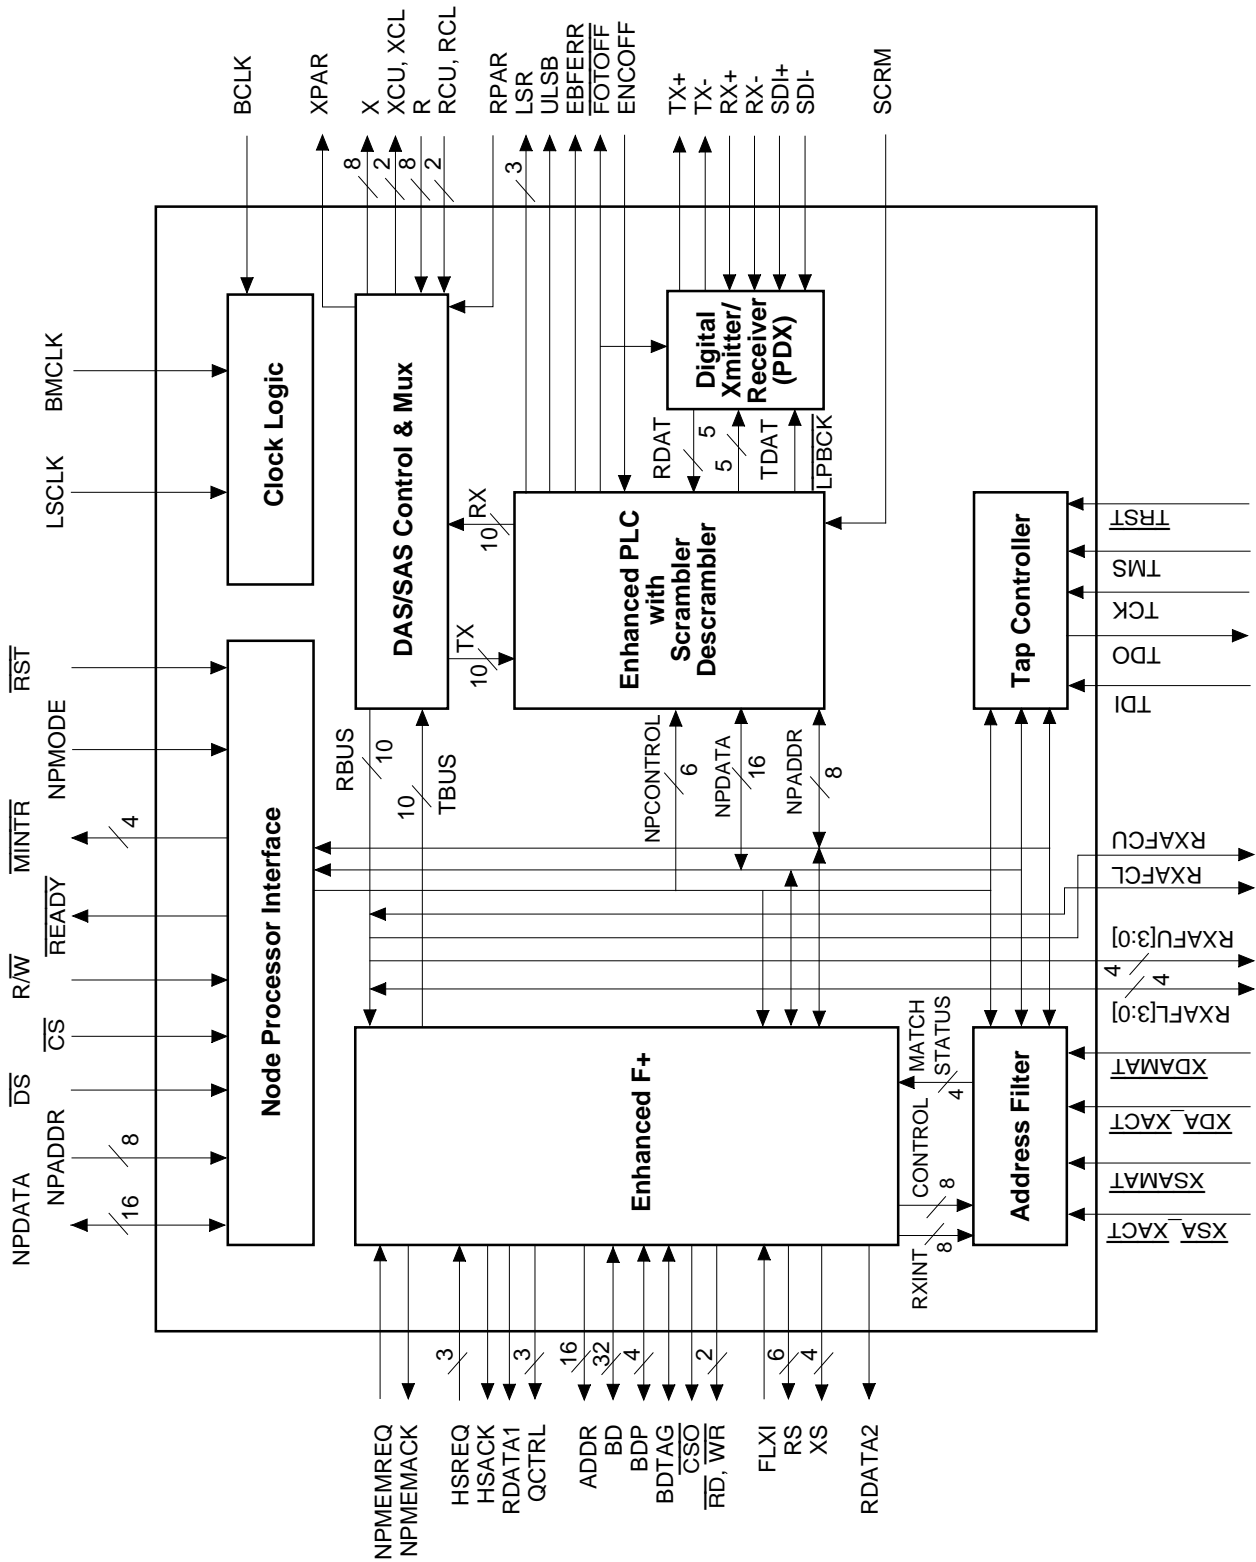 BCLK
XPAR
X
XCU, XCL
R
RCU, RCL
RPAR
LSR
ULSB
EBFERR
FOTOFF
ENCOFF
TX+
TX-
RX+
RX-
SDI+
SDI-
SCRM
8
2
8
2
3
BMCLK
LSCLK
RST
NPMODE
MINTR
4
READY
R/W
CS
DS
NPADDR
8
NPDATA
16
Clock Logic
DAS/SAS Control & Mux
Digital
Xmitter/
Receiver
(PDX)
RDAT
5
5
TDAT
LPBCK
RX
10
TX
10
Enhanced PLC
with
Scrambler
Descrambler
Tap Controller
TRST
TMS
TCK
TDO
TDI
Node Processor Interface
RBUS
10
10
TBUS
NPCONTROL
6
NPDATA
16
NPADDR
8
RXAFCU
RXAFCL
RXAFU[3:0]
4
RXAFL[3:0]
4
Enhanced F+
MATCH
STATUS
4
CONTROL
8
RXINT
8
Address Filter
XDAMAT
XDA_XACT
XSAMAT
XSA_XACT
NPMEMREQ
NPMEMACK
HSREQ
3
HSACK
RDATA1
QCTRL
3
ADDR
16
BD
32
BDP
4
BDTAG
CSO
RD, WR
2
FLXI
RS
6
XS
4
RDATA2